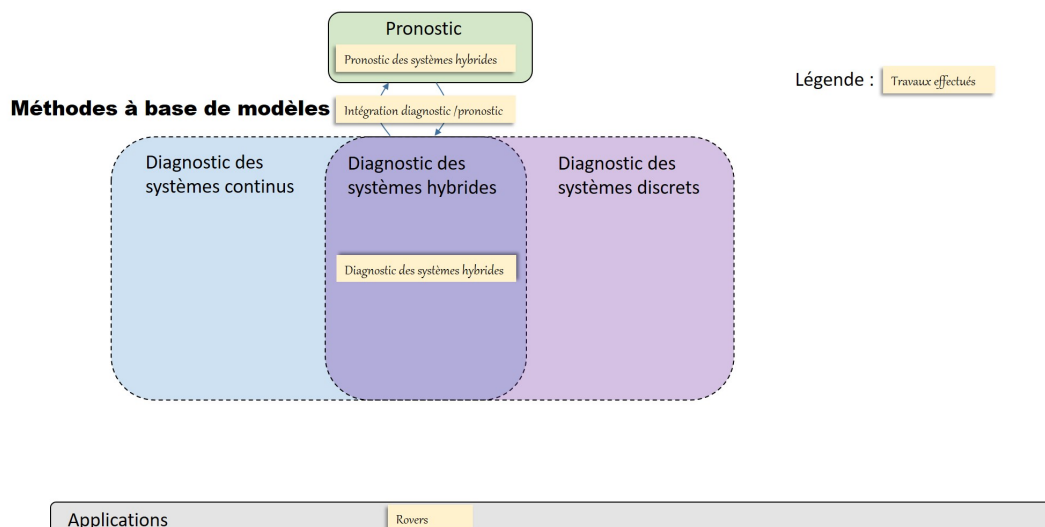 Pronostic
Pronostic des systèmes hybrides
Légende :
Travaux effectués
Méthodes à base de modèles
Intégration diagnostic /pronostic
Diagnostic des
systèmes continus
Diagnostic des
systèmes hybrides
Diagnostic des
systèmes discrets
Diagnostic des systèmes hybrides
Applications
Rovers